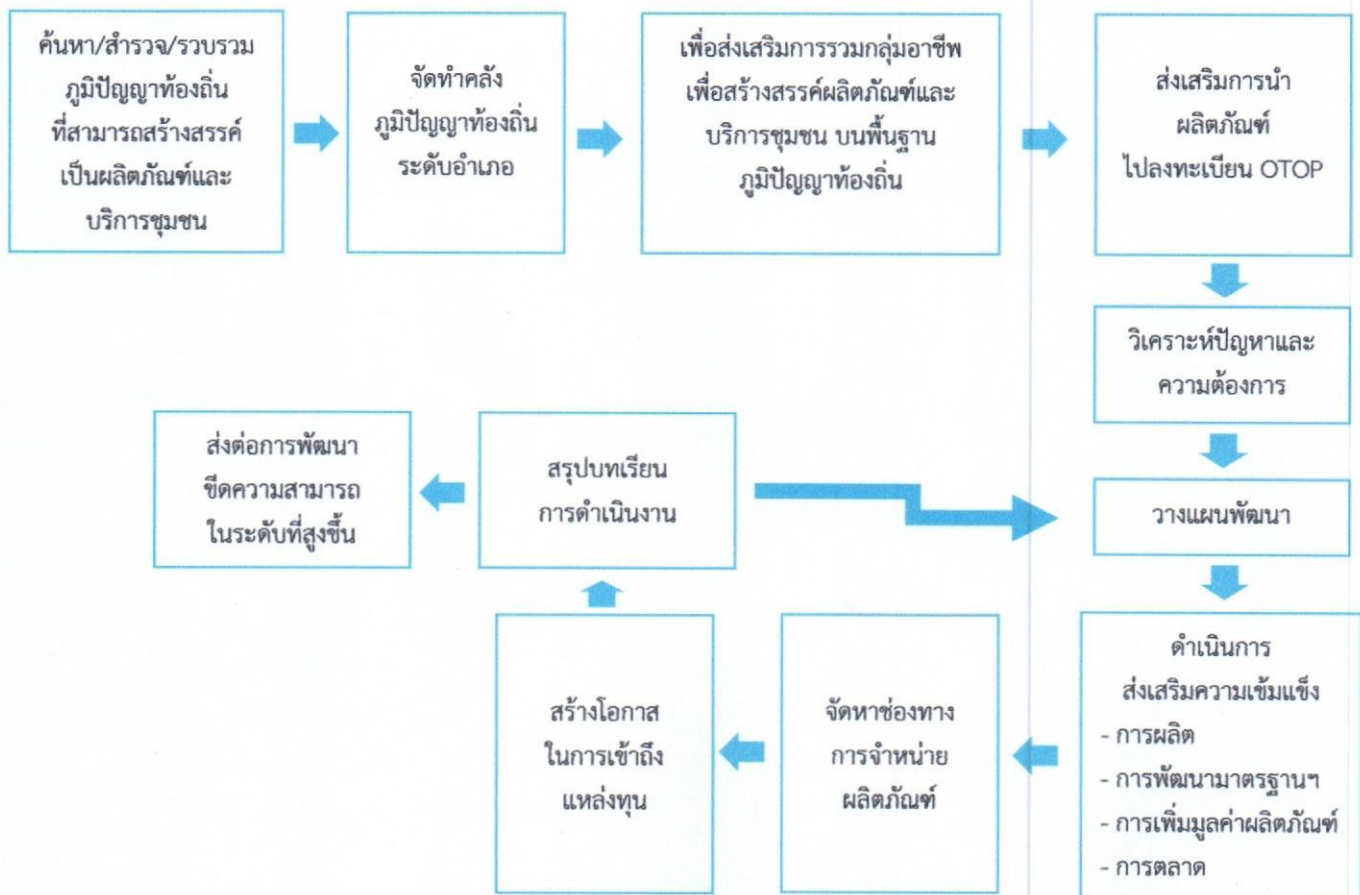 ค้นหา/สำรวจ/รวบรวม
ภูมิปัญญาท้องถิ่น
ที่สามารถสร้างสรรค์
เป็นผลิตภัณฑ์และ
บริการชุมชน
จัดทำคลัง
ภูมิปัญญาท้องถิ่น
ระดับอำเภอ
เพื่อส่งเสริมการรวมกลุ่มอาชีพ
เพื่อสร้างสรรค์ผลิตภัณฑ์และ
บริการชุมชน บนพื้นฐาน
ภูมิปัญญาท้องถิ่น
ส่งเสริมการนำ
ผลิตภัณฑ์
ไปลงทะเบียน OTOP
วิเคราะห์ปัญหาและ
ความต้องการ
วางแผนพัฒนา
ดำเนินการ
ส่งเสริมความเข้มแข็ง
- การผลิต
- การพัฒนามาตรฐานฯ
- การเพิ่มมูลค่าผลิตภัณฑ์
- การตลาด
จัดหาช่องทาง
การจำหน่าย
ผลิตภัณฑ์
สร้างโอกาส
ในการเข้าถึง
แหล่งทุน
สรุปบทเรียน
การดำเนินงาน
ส่งต่อการพัฒนา
ขีดความสามารถ
ในระดับที่สูงขึ้น